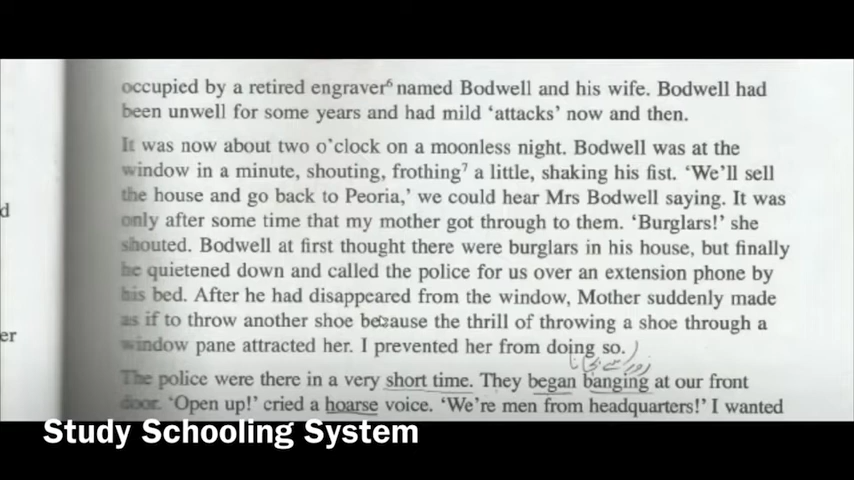 occupied by a retired engraver⁶ named Bodwell and his wife. Bodwell had
been unwell for some years and had mild ‘attacks’ now and then.
It was now about two o’clock on a moonless night. Bodwell was at the
window in a minute, shouting, frothing⁷ a little, shaking his fist. ‘We’ll sell
the house and go back to Peoria,’ we could hear Mrs Bodwell saying. It was
only after some time that my mother got through to them. ‘Burglars!’ she
shouted. Bodwell at first thought there were burglars in his house, but finally
he quietened down and called the police for us over an extension phone by
his bed. After he had disappeared from the window, Mother suddenly made
as if to throw another shoe because the thrill of throwing a shoe through a
window pane attracted her. I prevented her from doing so.
زور سے بجانا
The police were there in a very short time. They began banging at our front
door. ‘Open up!’ cried a hoarse voice. ‘We’re men from headquarters!’ I wanted
d
er
Study Schooling System